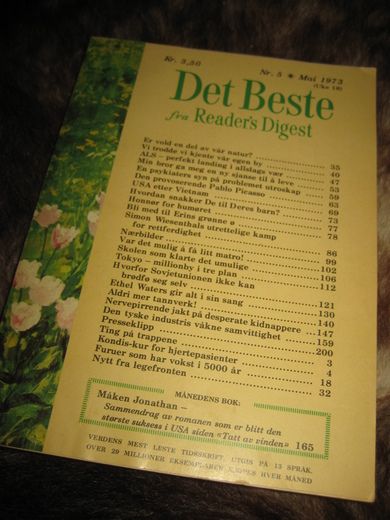 Kr. 3,50
Nr. 5 * Mai 1973
(Uke 18)
Det Beste
fra Reader's Digest
Er vold en del av vår natur? 35
Vi trodde vi kjente vår egen by 40
ALS – perfekt landing i allslags vær 47
Min bror ga meg en ny sjanse til å leve 53
En psykiaters syn på problemet utroskap 59
Den provoserende Pablo Picasso 63
USA etter Vietnam 69
Hvordan snakker De til Deres barn? 73
Honnør for humøret 77
Bli med til Erins grønne ø 78
Simon Wiesenthals utrettelige kamp
for rettferdighet 86
Nærbilder 99
Var det mulig å få litt matro! 102
Skolen som klarte det umulige 106
Tokyo – millionby i tre plan 112
Hvorfor Sovjetunionen ikke kan
brødfø seg selv 121
Ethel Waters gir alt i sin sang 130
Aldri mer tannverk! 140
Nervepirrende jakt på desperate kidnappere 147
Den tyske industris våkne samvittighet 159
Presseklipp 200
Ting på trappene 3
Kondis-kur for hjertepasienter 4
Furuer som har vokst i 5000 år 18
Nytt fra legefronten 32
MÅNEDENS BOK:
Måken Jonathan –
Sammendrag av romanen som er blitt den
største suksess i USA siden «Tatt av vinden» 165
VERDENS MEST LESTE TIDSSKRIFT. UTGIS PÅ 13 SPRÅK.
OVER 29 MILLIONER EKSEMPLARER KJØPES HVER MÅNED